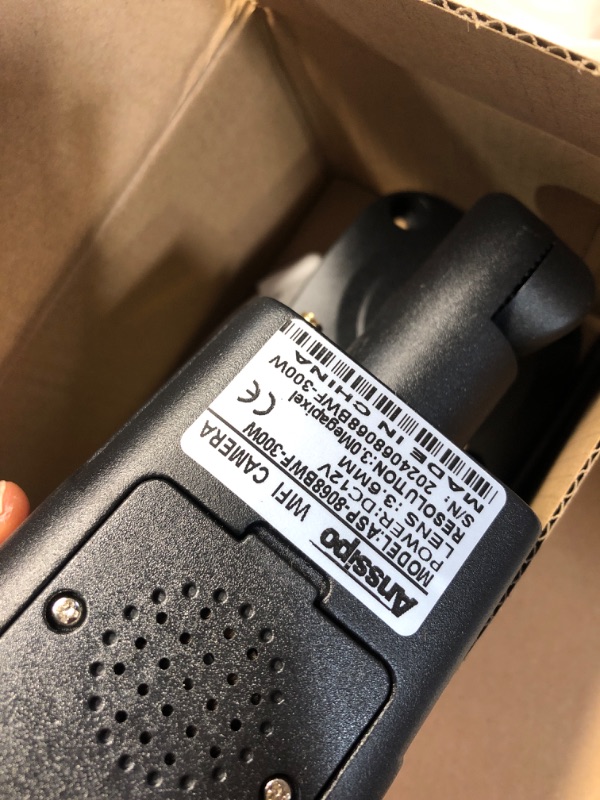 Anssipo WIFI CAMERA
MODEL:ASP-8068BWF-300W
POWER:DC12V CE
LENS :3.6MM
RESOLUTION:3.0Megapixel
S/N: 2024068068BWF-300W
MADE IN CHINA